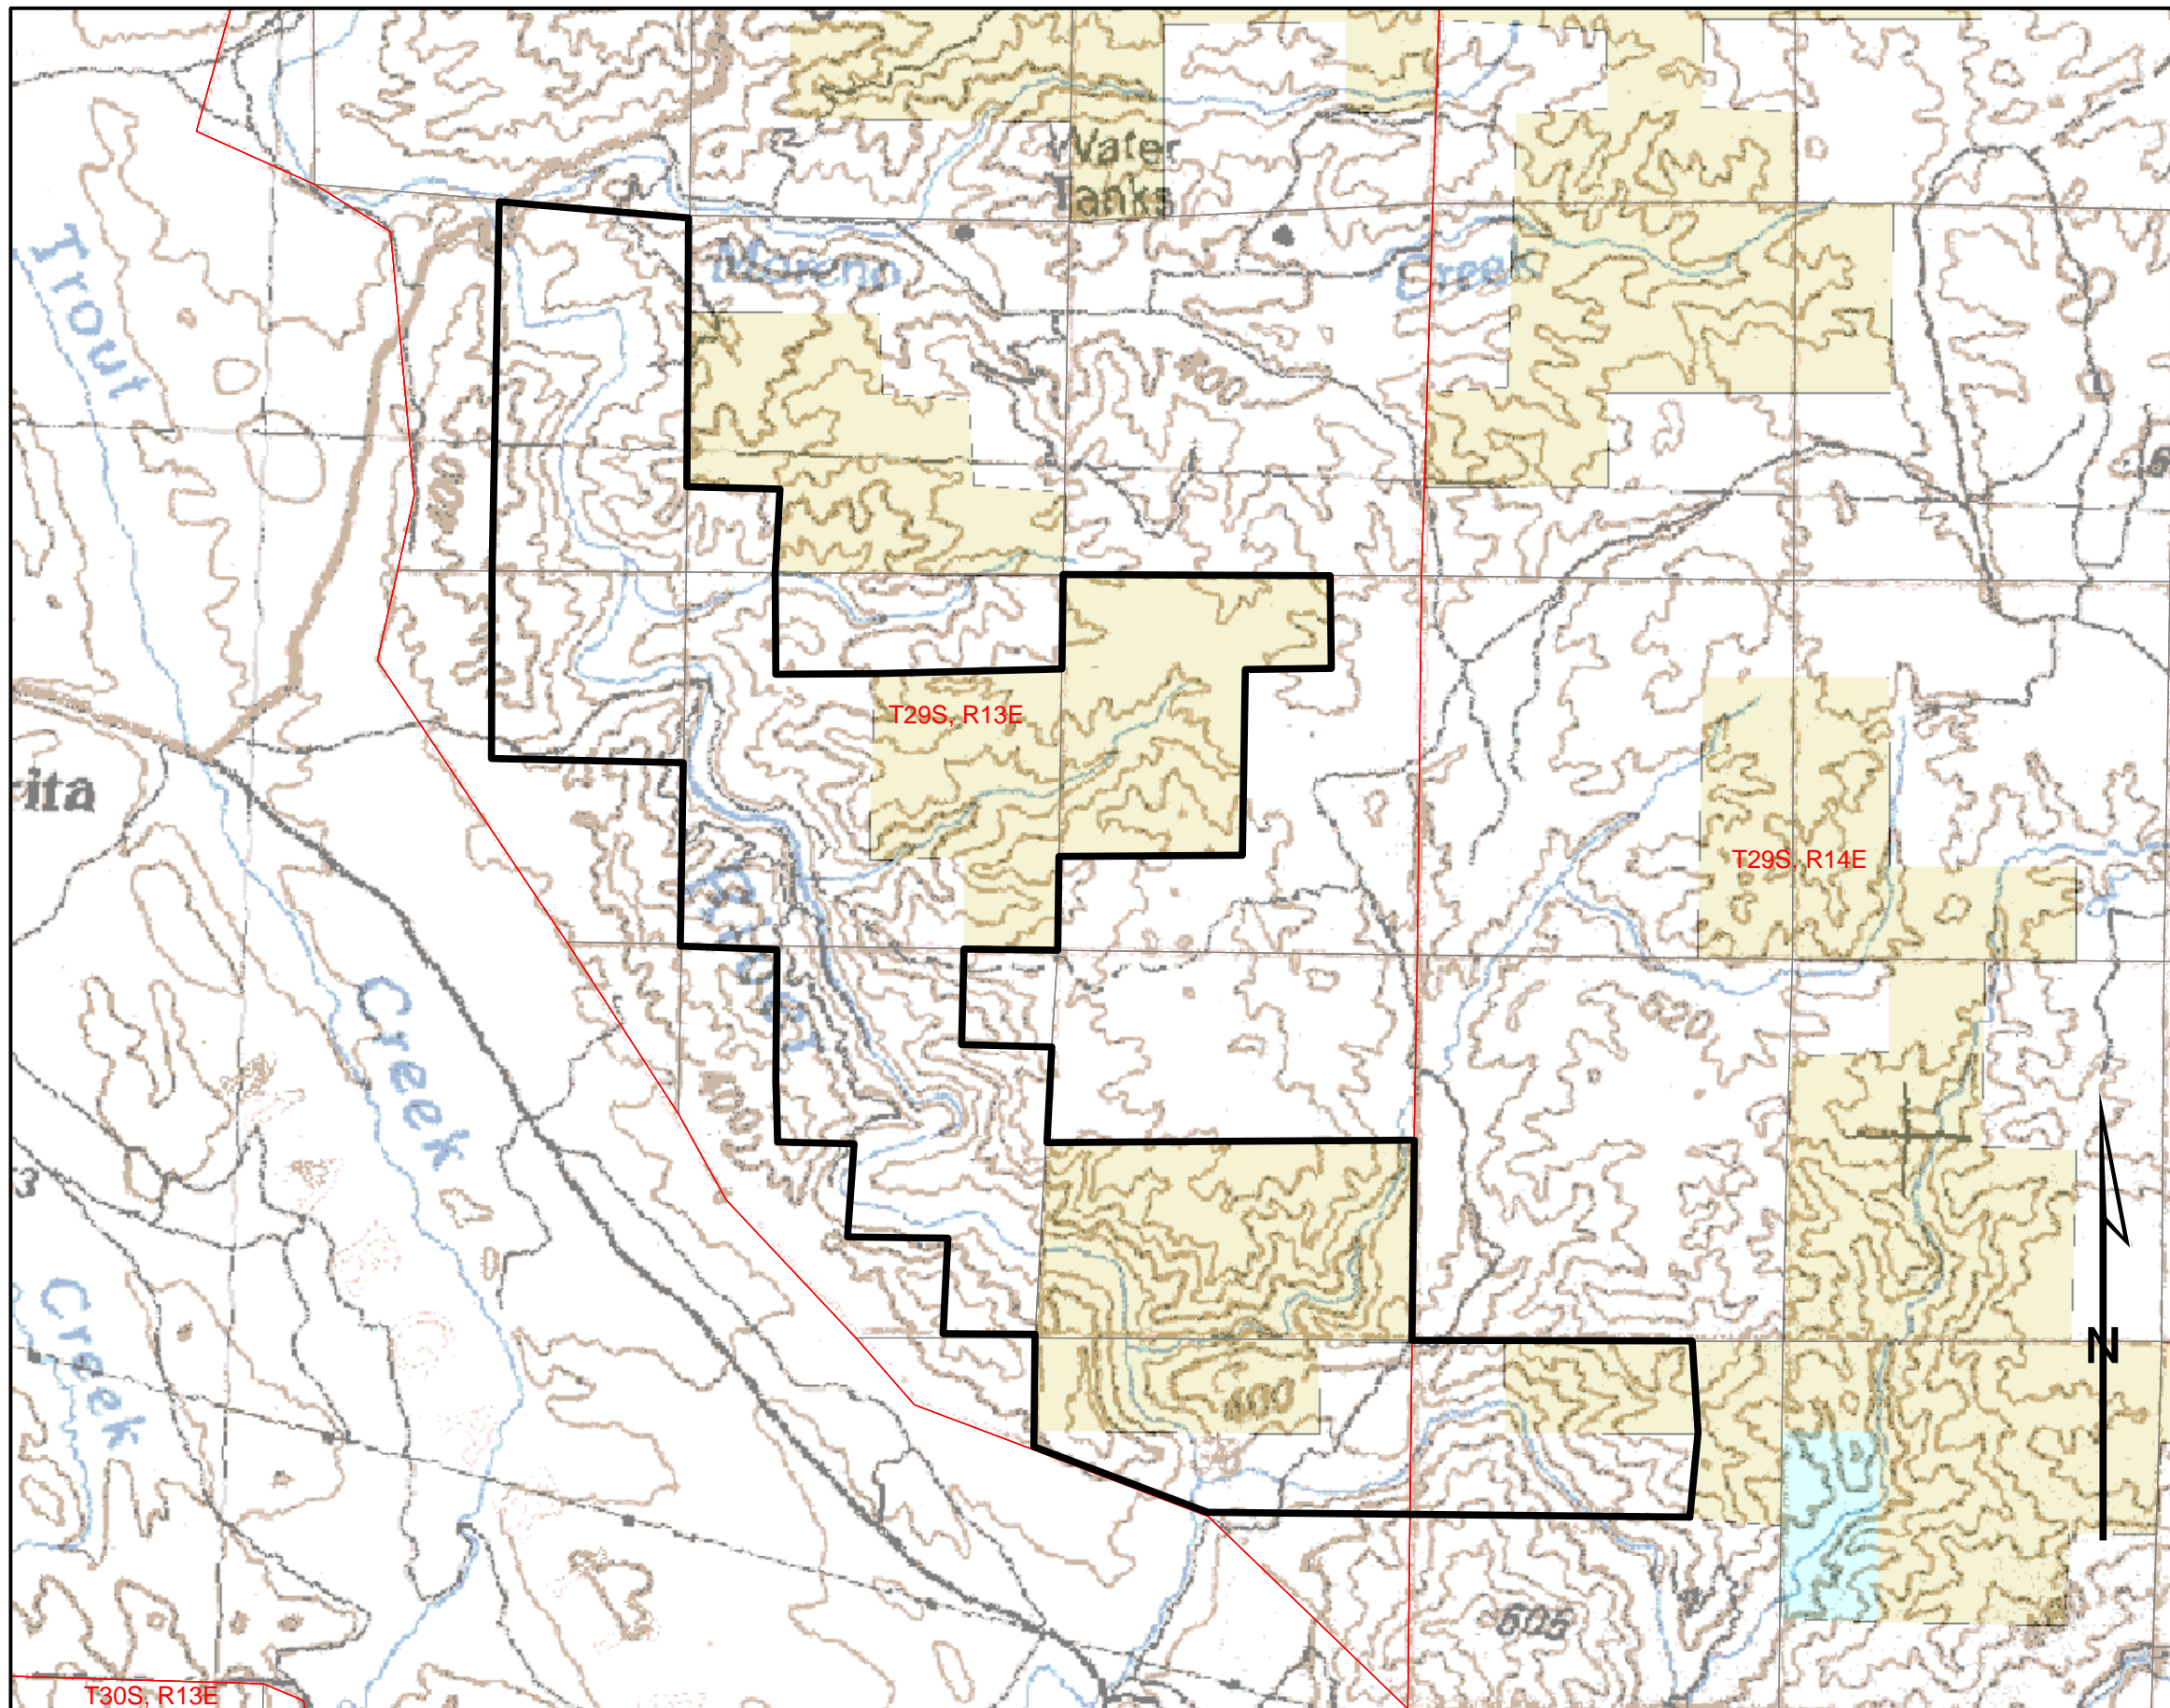 Water
Tanks
Trout
Moreno
Creek
400
T29S, R13E
rita
T29S, R14E
River
Creek
620
400
3
Creek
N
400
605
T30S, R13E